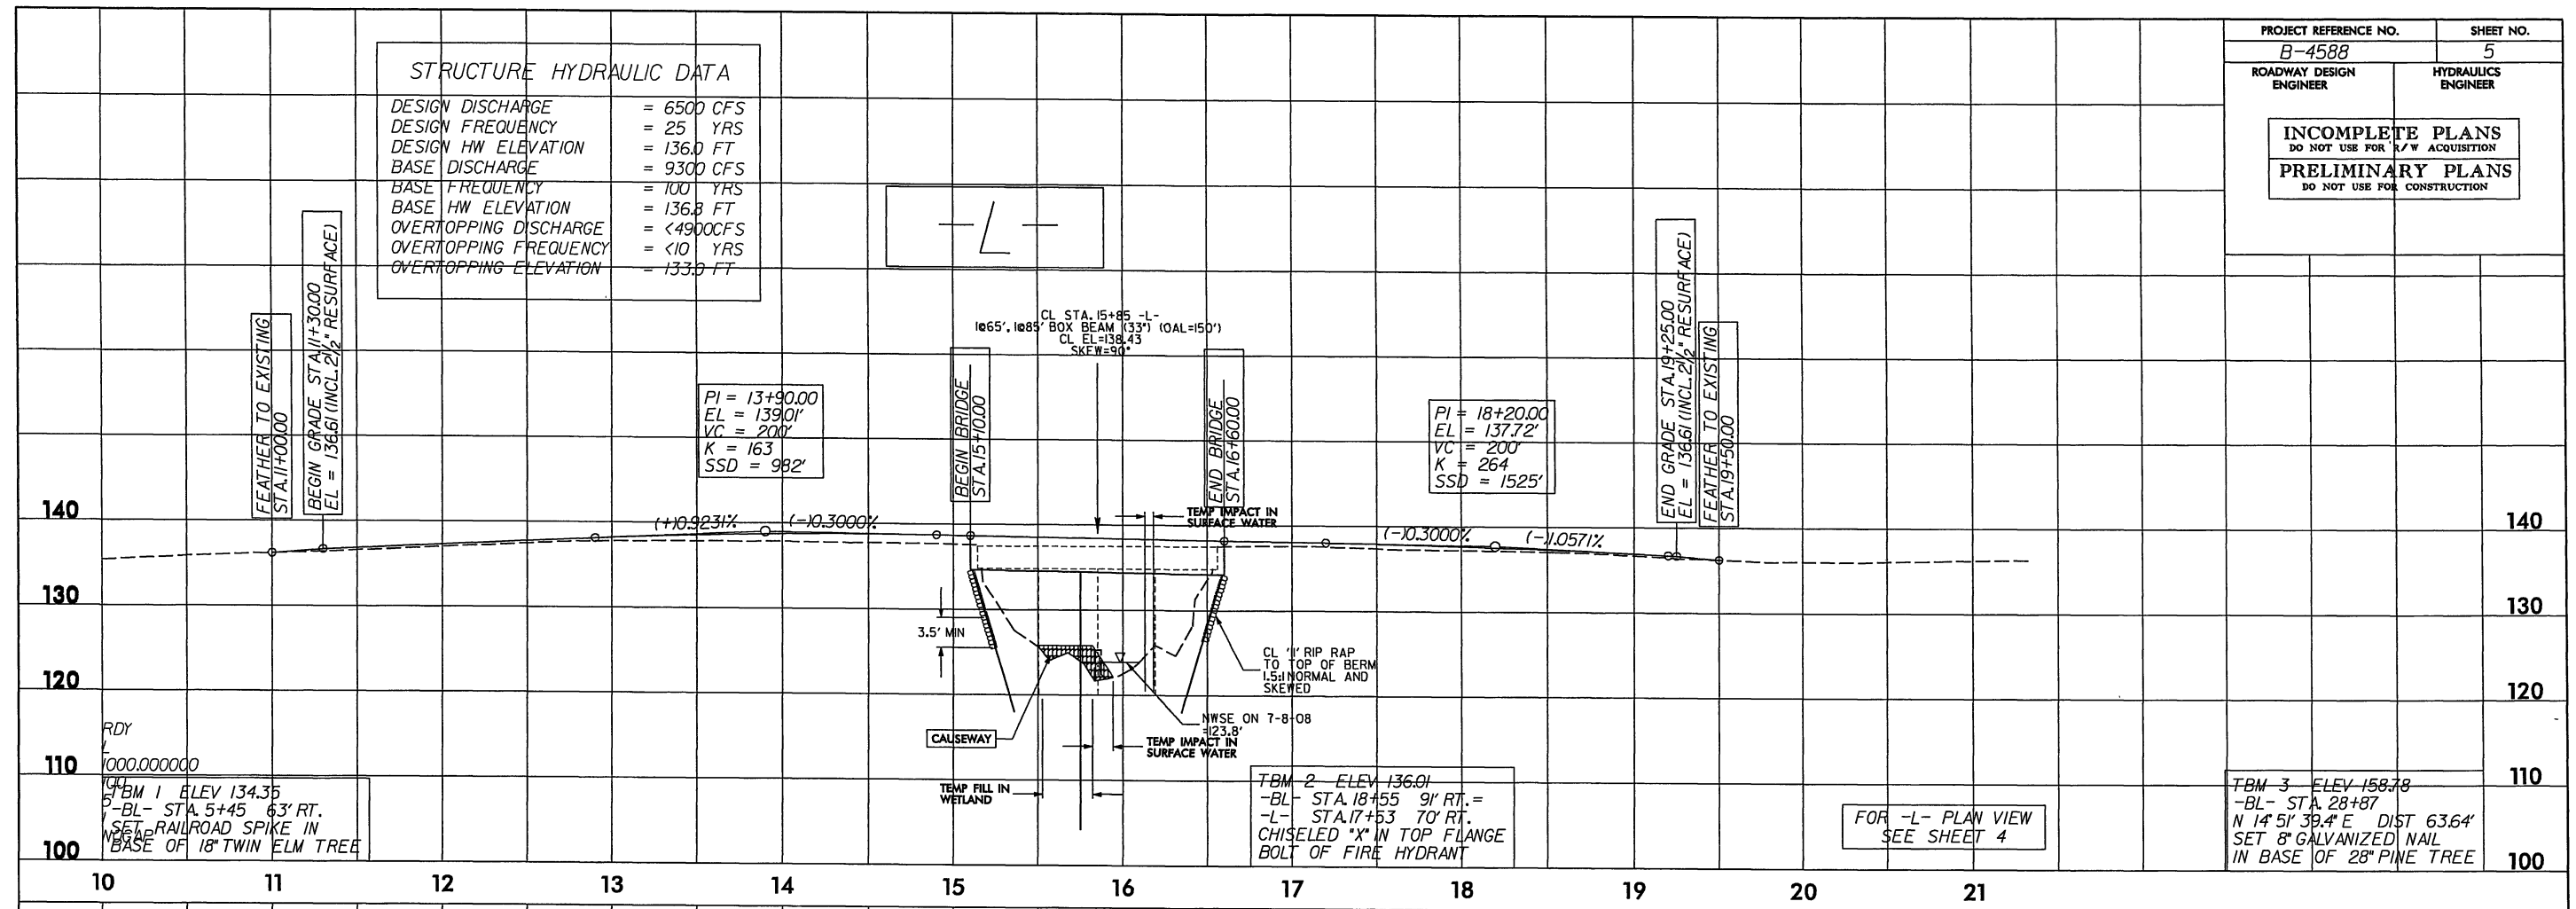 PROJECT REFERENCE NO. SHEET NO.
B-4588 5
ROADWAY DESIGN ENGINEER
HYDRAULICS ENGINEER
INCOMPLETE PLANS
DO NOT USE FOR R/W ACQUISITION
PRELIMINARY PLANS
DO NOT USE FOR CONSTRUCTION
STRUCTURE HYDRAULIC DATA
DESIGN DISCHARGE = 6500 CFS
DESIGN FREQUENCY = 25 YRS
DESIGN HW ELEVATION = 136.0 FT
BASE DISCHARGE = 9300 CFS
BASE FREQUENCY = 100 YRS
BASE HW ELEVATION = 136.8 FT
OVERTOPPING DISCHARGE = <4900CFS
OVERTOPPING FREQUENCY = <10 YRS
OVERTOPPING ELEVATION = 133.9 FT
-L-
FEATHER TO EXISTING
STA.11+00.00
BEGIN GRADE STA.11+30.00
EL = 136.61 (INCL.2½" RESURFACE)
PI = 13+90.00
EL = 139.01'
VC = 200'
K = 163
SSD = 982'
BEGIN BRIDGE
STA.15+10.00
CL STA.15+85 -L-
1@65', 1@85' BOX BEAM (33") (OAL=150')
CL EL=138.43
SKEW=90°
END BRIDGE
STA.16+60.00
PI = 18+20.00
EL = 137.72'
VC = 200'
K = 264
SSD = 1525'
END GRADE STA.19+25.00
EL = 136.61 (INCL.2½" RESURFACE)
FEATHER TO EXISTING
STA.19+50.00
140
(+)0.9231%
(-)0.3000%
TEMP IMPACT IN
SURFACE WATER
(-)0.3000%
(-)1.0571%
140
130
130
3.5' MIN
CL 'II' RIP RAP
TO TOP OF BERM
1.5:1 NORMAL AND
SKEWED
120
120
NWSE ON 7-8-08
=123.8'
CAUSEWAY
TEMP IMPACT IN
SURFACE WATER
TEMP FILL IN
WETLAND
RDY
L
1000.000000
110
110
TBM 1 ELEV 134.35
-BL- STA. 5+45 63' RT.
SET RAILROAD SPIKE IN
BASE OF 18" TWIN ELM TREE
TBM 2 ELEV 136.01
-BL- STA. 18+55 91' RT.=
-L- STA.17+53 70' RT.
CHISELED "X" IN TOP FLANGE
BOLT OF FIRE HYDRANT
FOR -L- PLAN VIEW
SEE SHEET 4
TBM 3 ELEV 158.78
-BL- STA. 28+87
N 14° 51' 39.4" E DIST 63.64'
SET 8" GALVANIZED NAIL
IN BASE OF 28" PINE TREE
100
100
10 11 12 13 14 15 16 17 18 19 20 21